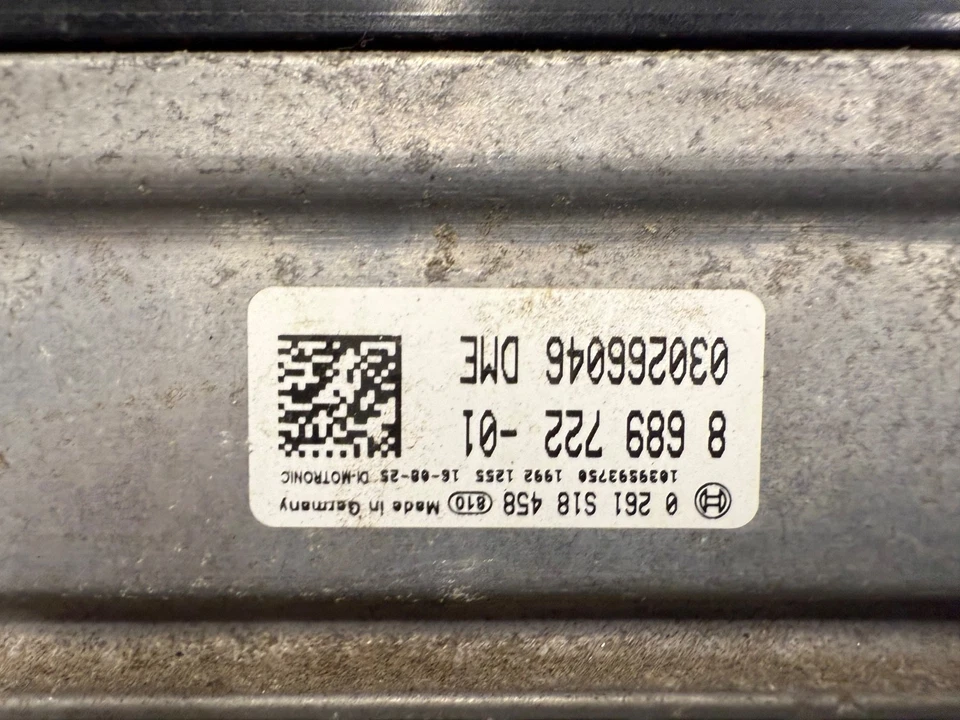 0 261 S18 458 810 Made in Germany
1039S93750 1992 1255 16-08-25 DI-MOTRONIC
8 689 722 -01
030266046 DME